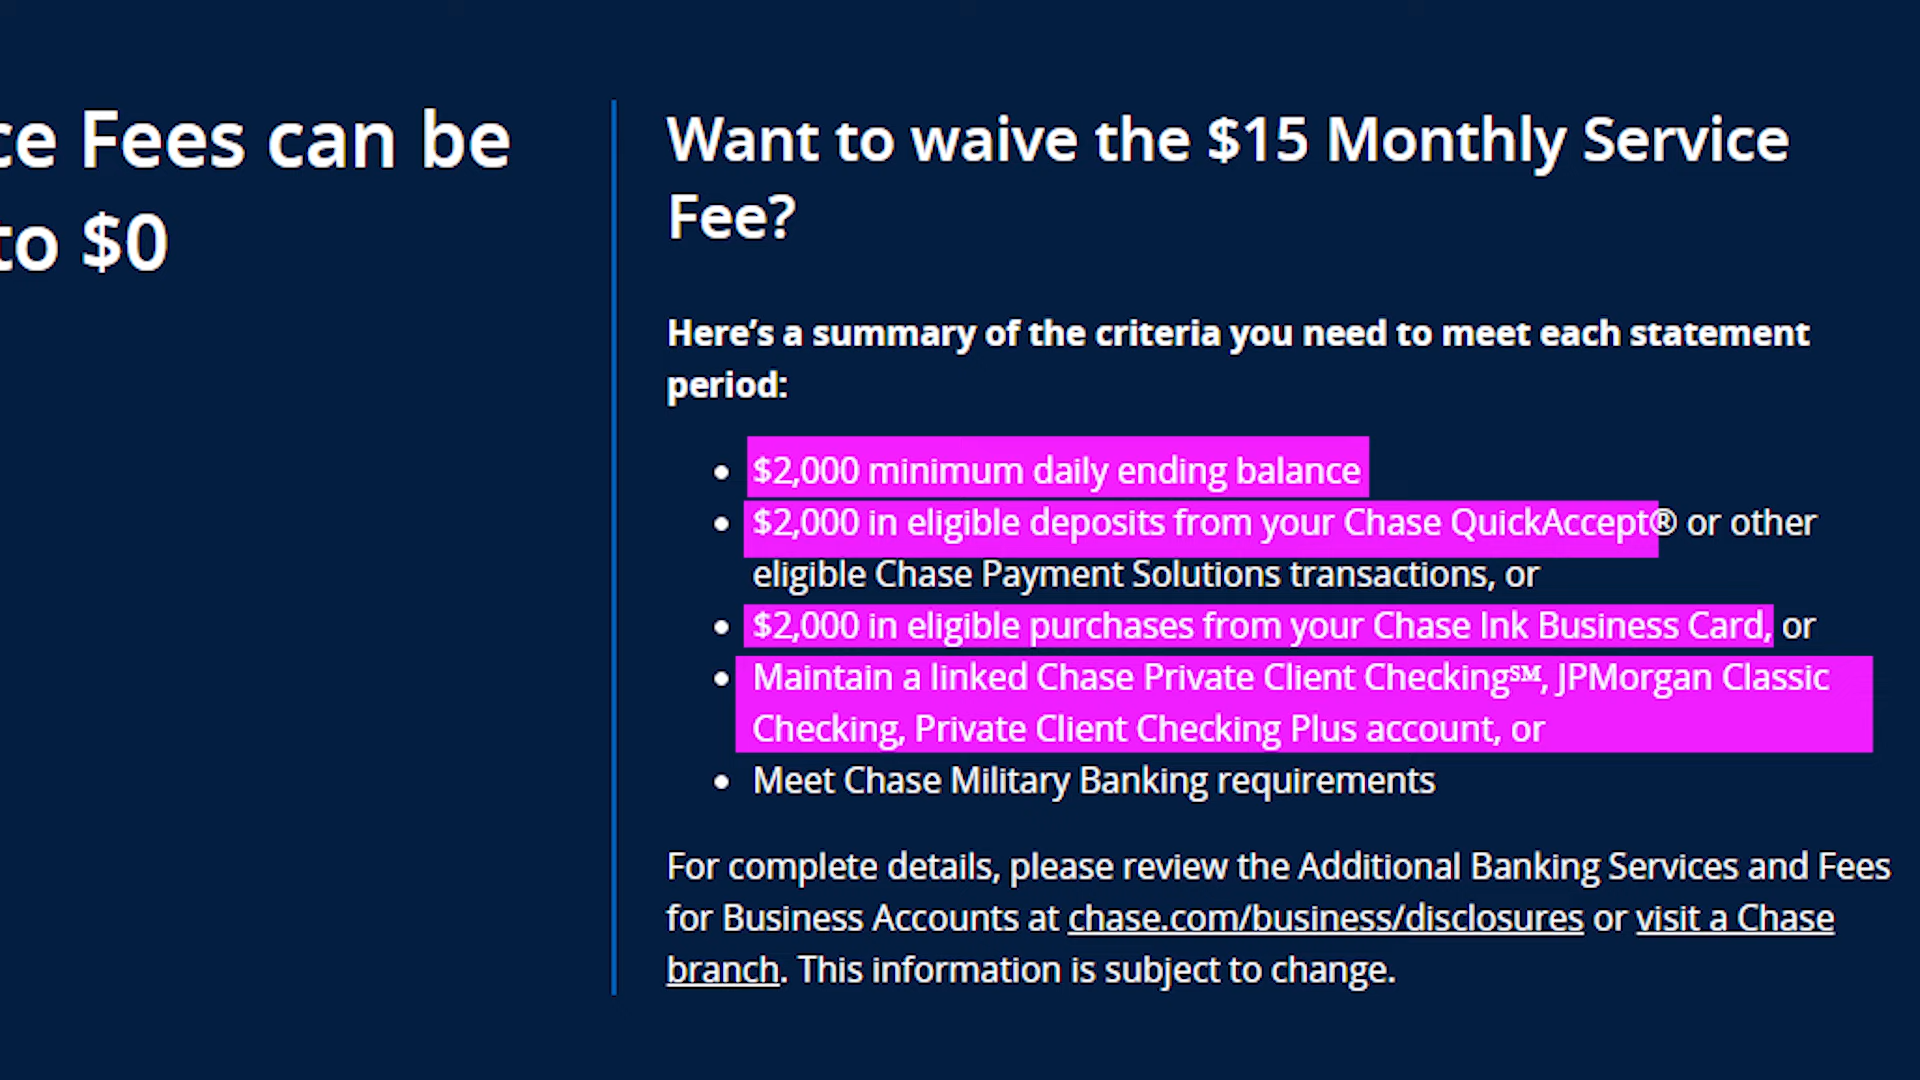 ce Fees can be
to $0
Want to waive the $15 Monthly Service
Fee?
Here’s a summary of the criteria you need to meet each statement
period:
• $2,000 minimum daily ending balance
• $2,000 in eligible deposits from your Chase QuickAccept® or other
eligible Chase Payment Solutions transactions, or
• $2,000 in eligible purchases from your Chase Ink Business Card, or
• Maintain a linked Chase Private Client Checking℠, JPMorgan Classic
Checking, Private Client Checking Plus account, or
• Meet Chase Military Banking requirements
For complete details, please review the Additional Banking Services and Fees
for Business Accounts at chase.com/business/disclosures or visit a Chase
branch. This information is subject to change.